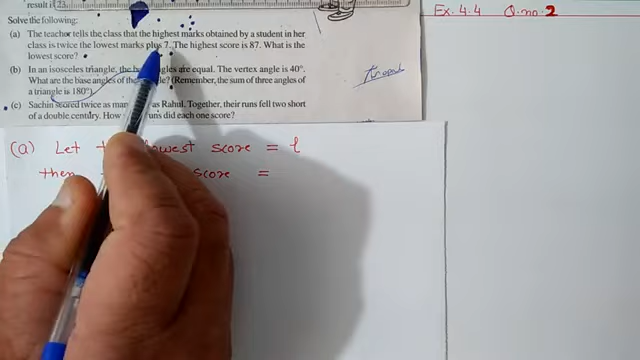 result is 23.
Ex. 4.4 Q.no. 2
Solve the following:
(a) The teacher tells the class that the highest marks obtained by a student in her
class is twice the lowest marks plus 7. The highest score is 87. What is the
lowest score?
(b) In an isosceles triangle, the base angles are equal. The vertex angle is 40°.
What are the base angles of the triangle? (Remember, the sum of three angles of
a triangle is 180°).
(c) Sachin scored twice as many as Rahul. Together, their runs fell two short
of a double century. How runs did each one score?
(a) Let lowest score = l
then score =